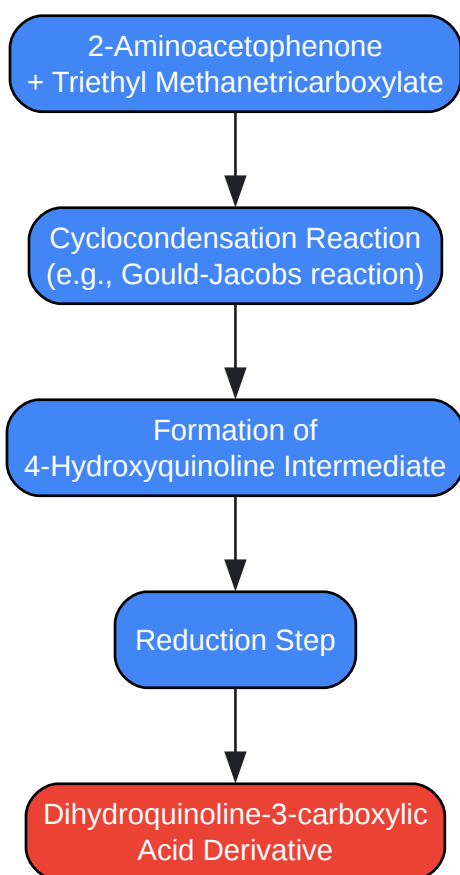 2-Aminoacetophenone
+ Triethyl Methanetricarboxylate
Cyclocondensation Reaction
(e.g., Gould-Jacobs reaction)
Formation of
4-Hydroxyquinoline Intermediate
Reduction Step
Dihydroquinoline-3-carboxylic
Acid Derivative